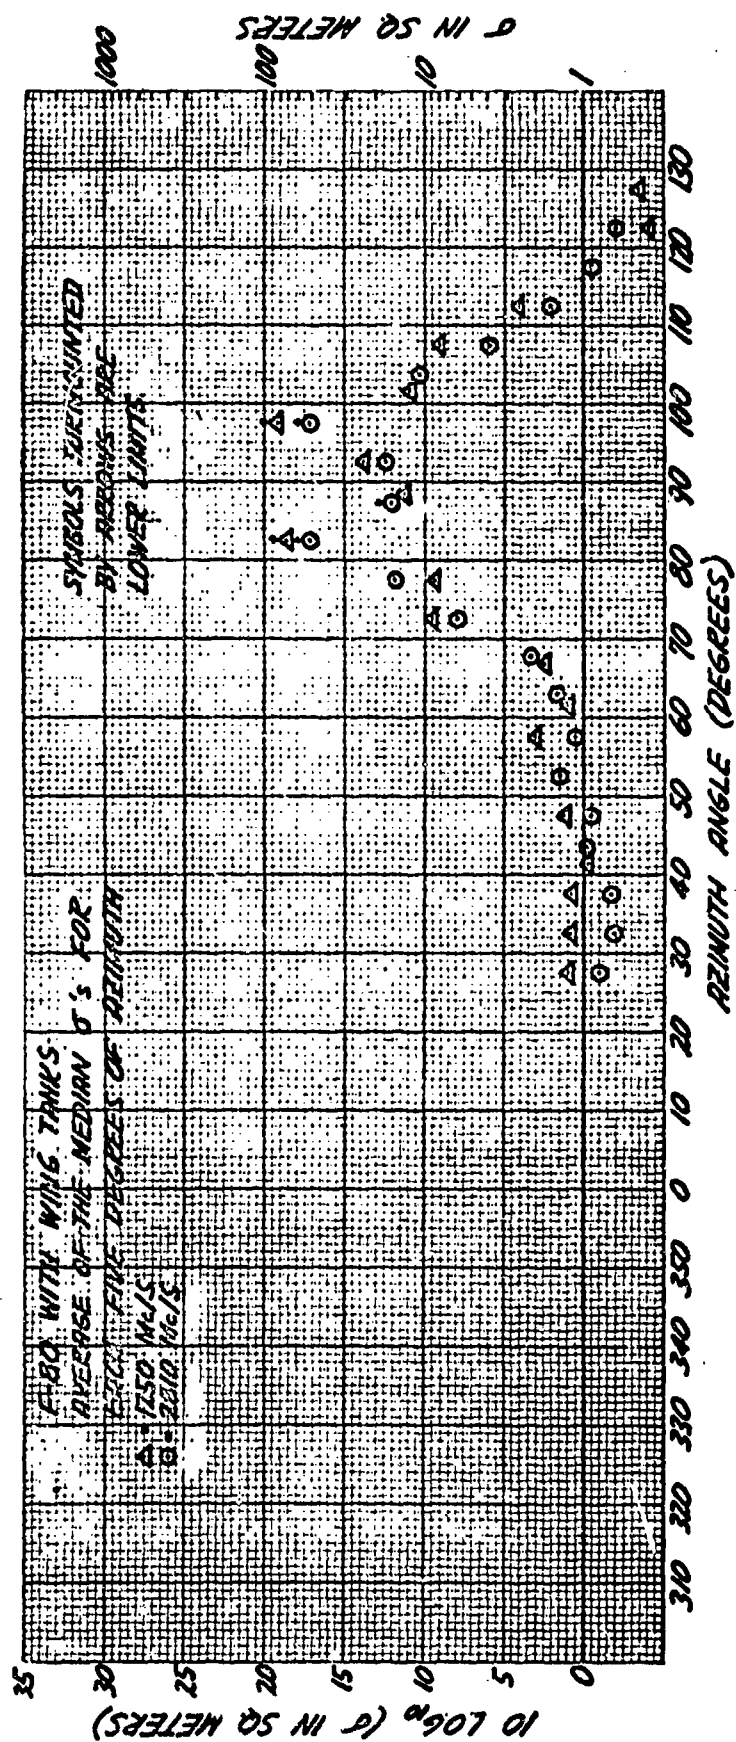 F-80 WITH WING TANKS
AVERAGE OF THE MEDIAN σ's FOR
EACH FIVE DEGREES OF AZIMUTH
△ - 1250 Mc/S
⊙ - 2810 Mc/S
SYMBOLS SURMOUNTED
BY ARROWS ARE
LOWER LIMITS
10 LOG₁₀ (σ IN SQ METERS)
35
30
25
20
15
10
5
0
σ IN SQ METERS
1000
100
10
1
310 320 330 340 350 0 10 20 30 40 50 60 70 80 90 100 110 120 130
AZIMUTH ANGLE (DEGREES)